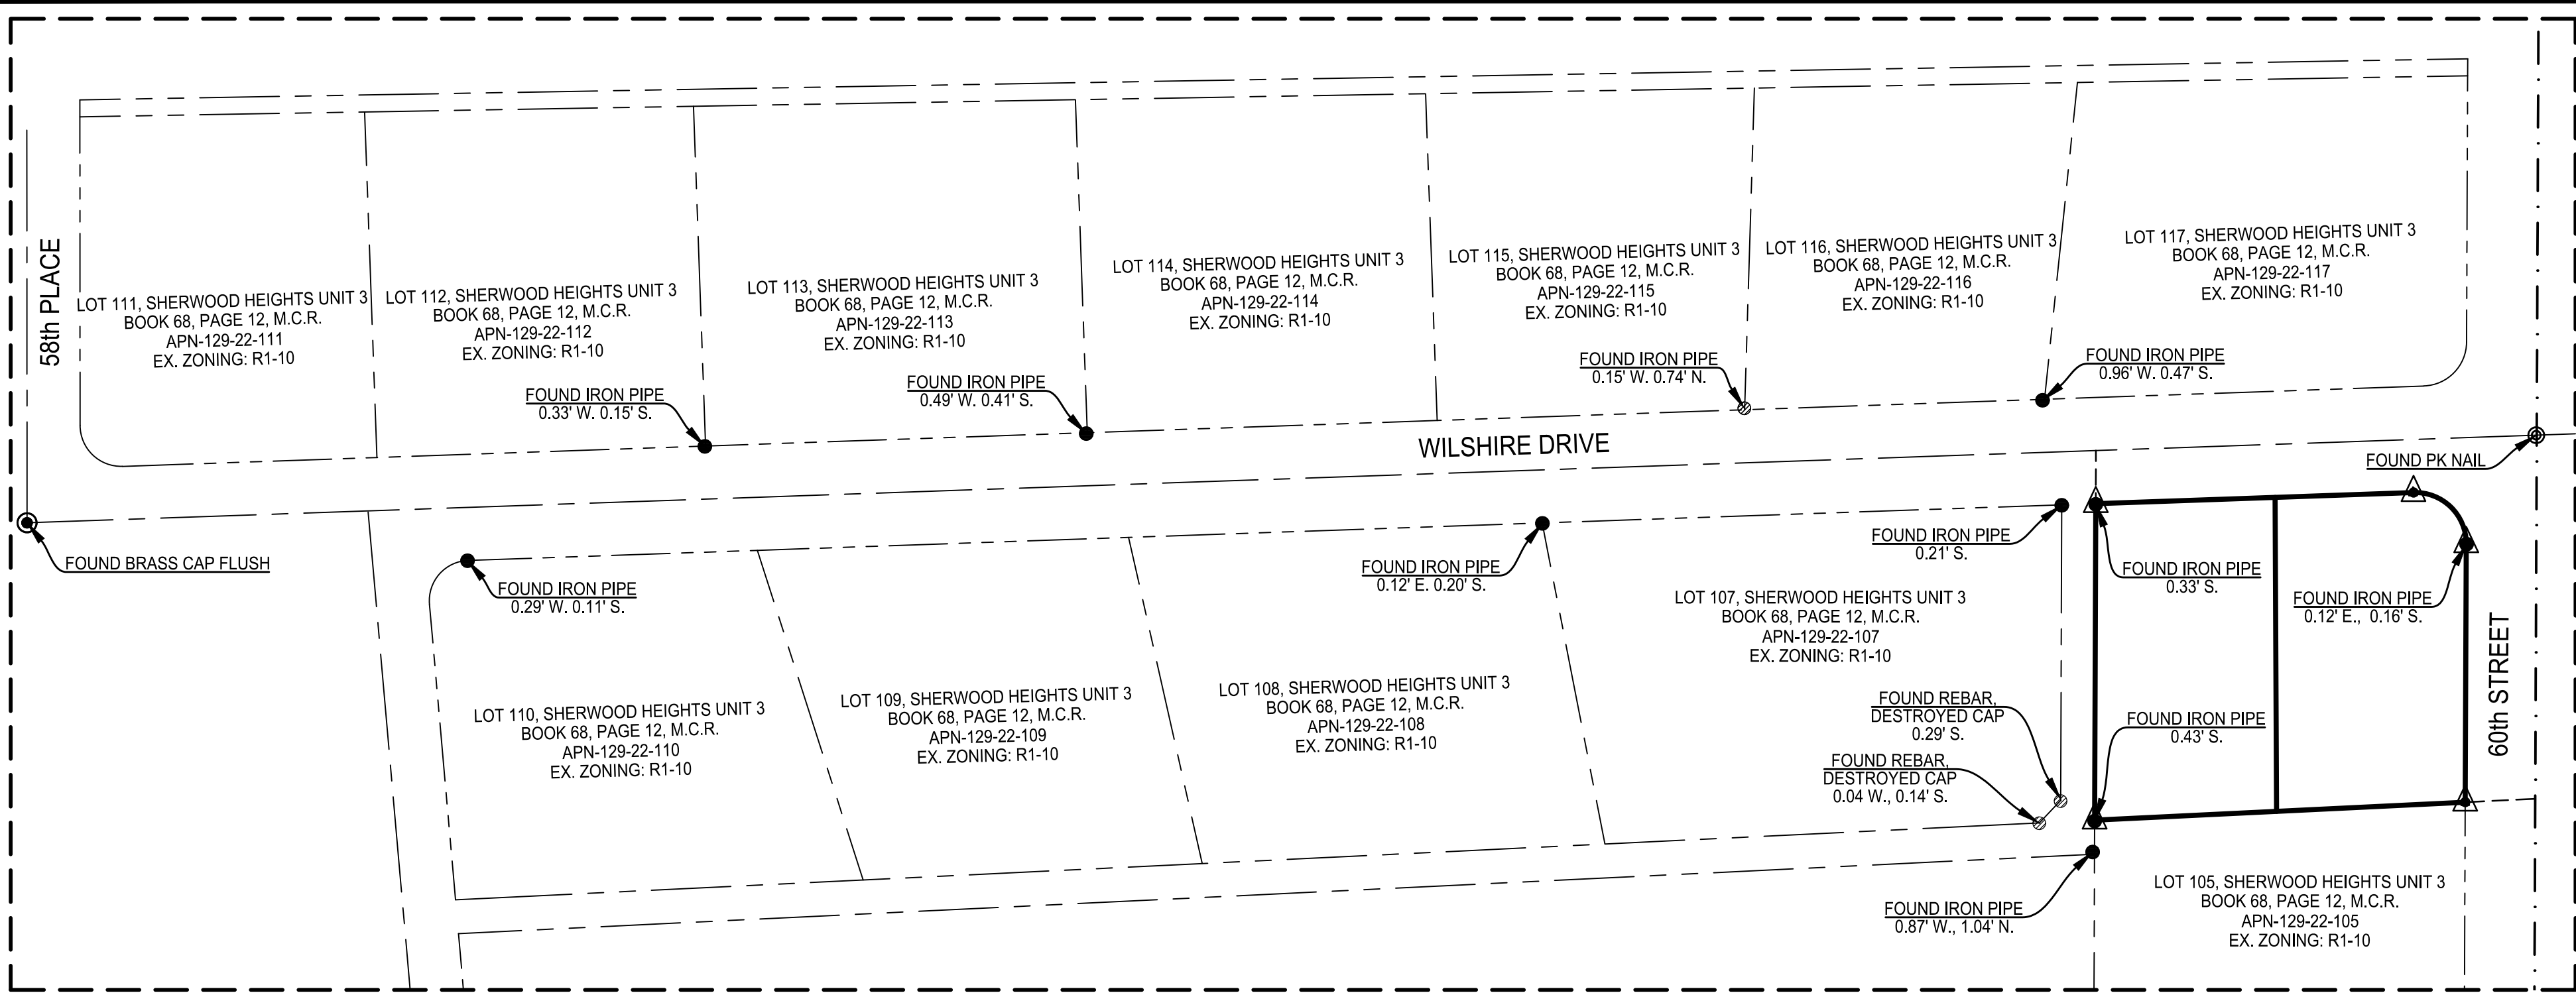 58th PLACE
LOT 111, SHERWOOD HEIGHTS UNIT 3
BOOK 68, PAGE 12, M.C.R.
APN-129-22-111
EX. ZONING: R1-10
LOT 112, SHERWOOD HEIGHTS UNIT 3
BOOK 68, PAGE 12, M.C.R.
APN-129-22-112
EX. ZONING: R1-10
LOT 113, SHERWOOD HEIGHTS UNIT 3
BOOK 68, PAGE 12, M.C.R.
APN-129-22-113
EX. ZONING: R1-10
LOT 114, SHERWOOD HEIGHTS UNIT 3
BOOK 68, PAGE 12, M.C.R.
APN-129-22-114
EX. ZONING: R1-10
LOT 115, SHERWOOD HEIGHTS UNIT 3
BOOK 68, PAGE 12, M.C.R.
APN-129-22-115
EX. ZONING: R1-10
LOT 116, SHERWOOD HEIGHTS UNIT 3
BOOK 68, PAGE 12, M.C.R.
APN-129-22-116
EX. ZONING: R1-10
LOT 117, SHERWOOD HEIGHTS UNIT 3
BOOK 68, PAGE 12, M.C.R.
APN-129-22-117
EX. ZONING: R1-10
FOUND IRON PIPE
0.33' W. 0.15' S.
FOUND IRON PIPE
0.49' W. 0.41' S.
FOUND IRON PIPE
0.15' W. 0.74' N.
FOUND IRON PIPE
0.96' W. 0.47' S.
WILSHIRE DRIVE
FOUND PK NAIL
FOUND BRASS CAP FLUSH
FOUND IRON PIPE
0.29' W. 0.11' S.
FOUND IRON PIPE
0.12' E. 0.20' S.
FOUND IRON PIPE
0.21' S.
FOUND IRON PIPE
0.33' S.
FOUND IRON PIPE
0.12' E., 0.16' S.
60th STREET
LOT 110, SHERWOOD HEIGHTS UNIT 3
BOOK 68, PAGE 12, M.C.R.
APN-129-22-110
EX. ZONING: R1-10
LOT 109, SHERWOOD HEIGHTS UNIT 3
BOOK 68, PAGE 12, M.C.R.
APN-129-22-109
EX. ZONING: R1-10
LOT 108, SHERWOOD HEIGHTS UNIT 3
BOOK 68, PAGE 12, M.C.R.
APN-129-22-108
EX. ZONING: R1-10
LOT 107, SHERWOOD HEIGHTS UNIT 3
BOOK 68, PAGE 12, M.C.R.
APN-129-22-107
EX. ZONING: R1-10
FOUND REBAR,
DESTROYED CAP
0.29' S.
FOUND REBAR,
DESTROYED CAP
0.04 W., 0.14' S.
FOUND IRON PIPE
0.43' S.
FOUND IRON PIPE
0.87' W., 1.04' N.
LOT 105, SHERWOOD HEIGHTS UNIT 3
BOOK 68, PAGE 12, M.C.R.
APN-129-22-105
EX. ZONING: R1-10